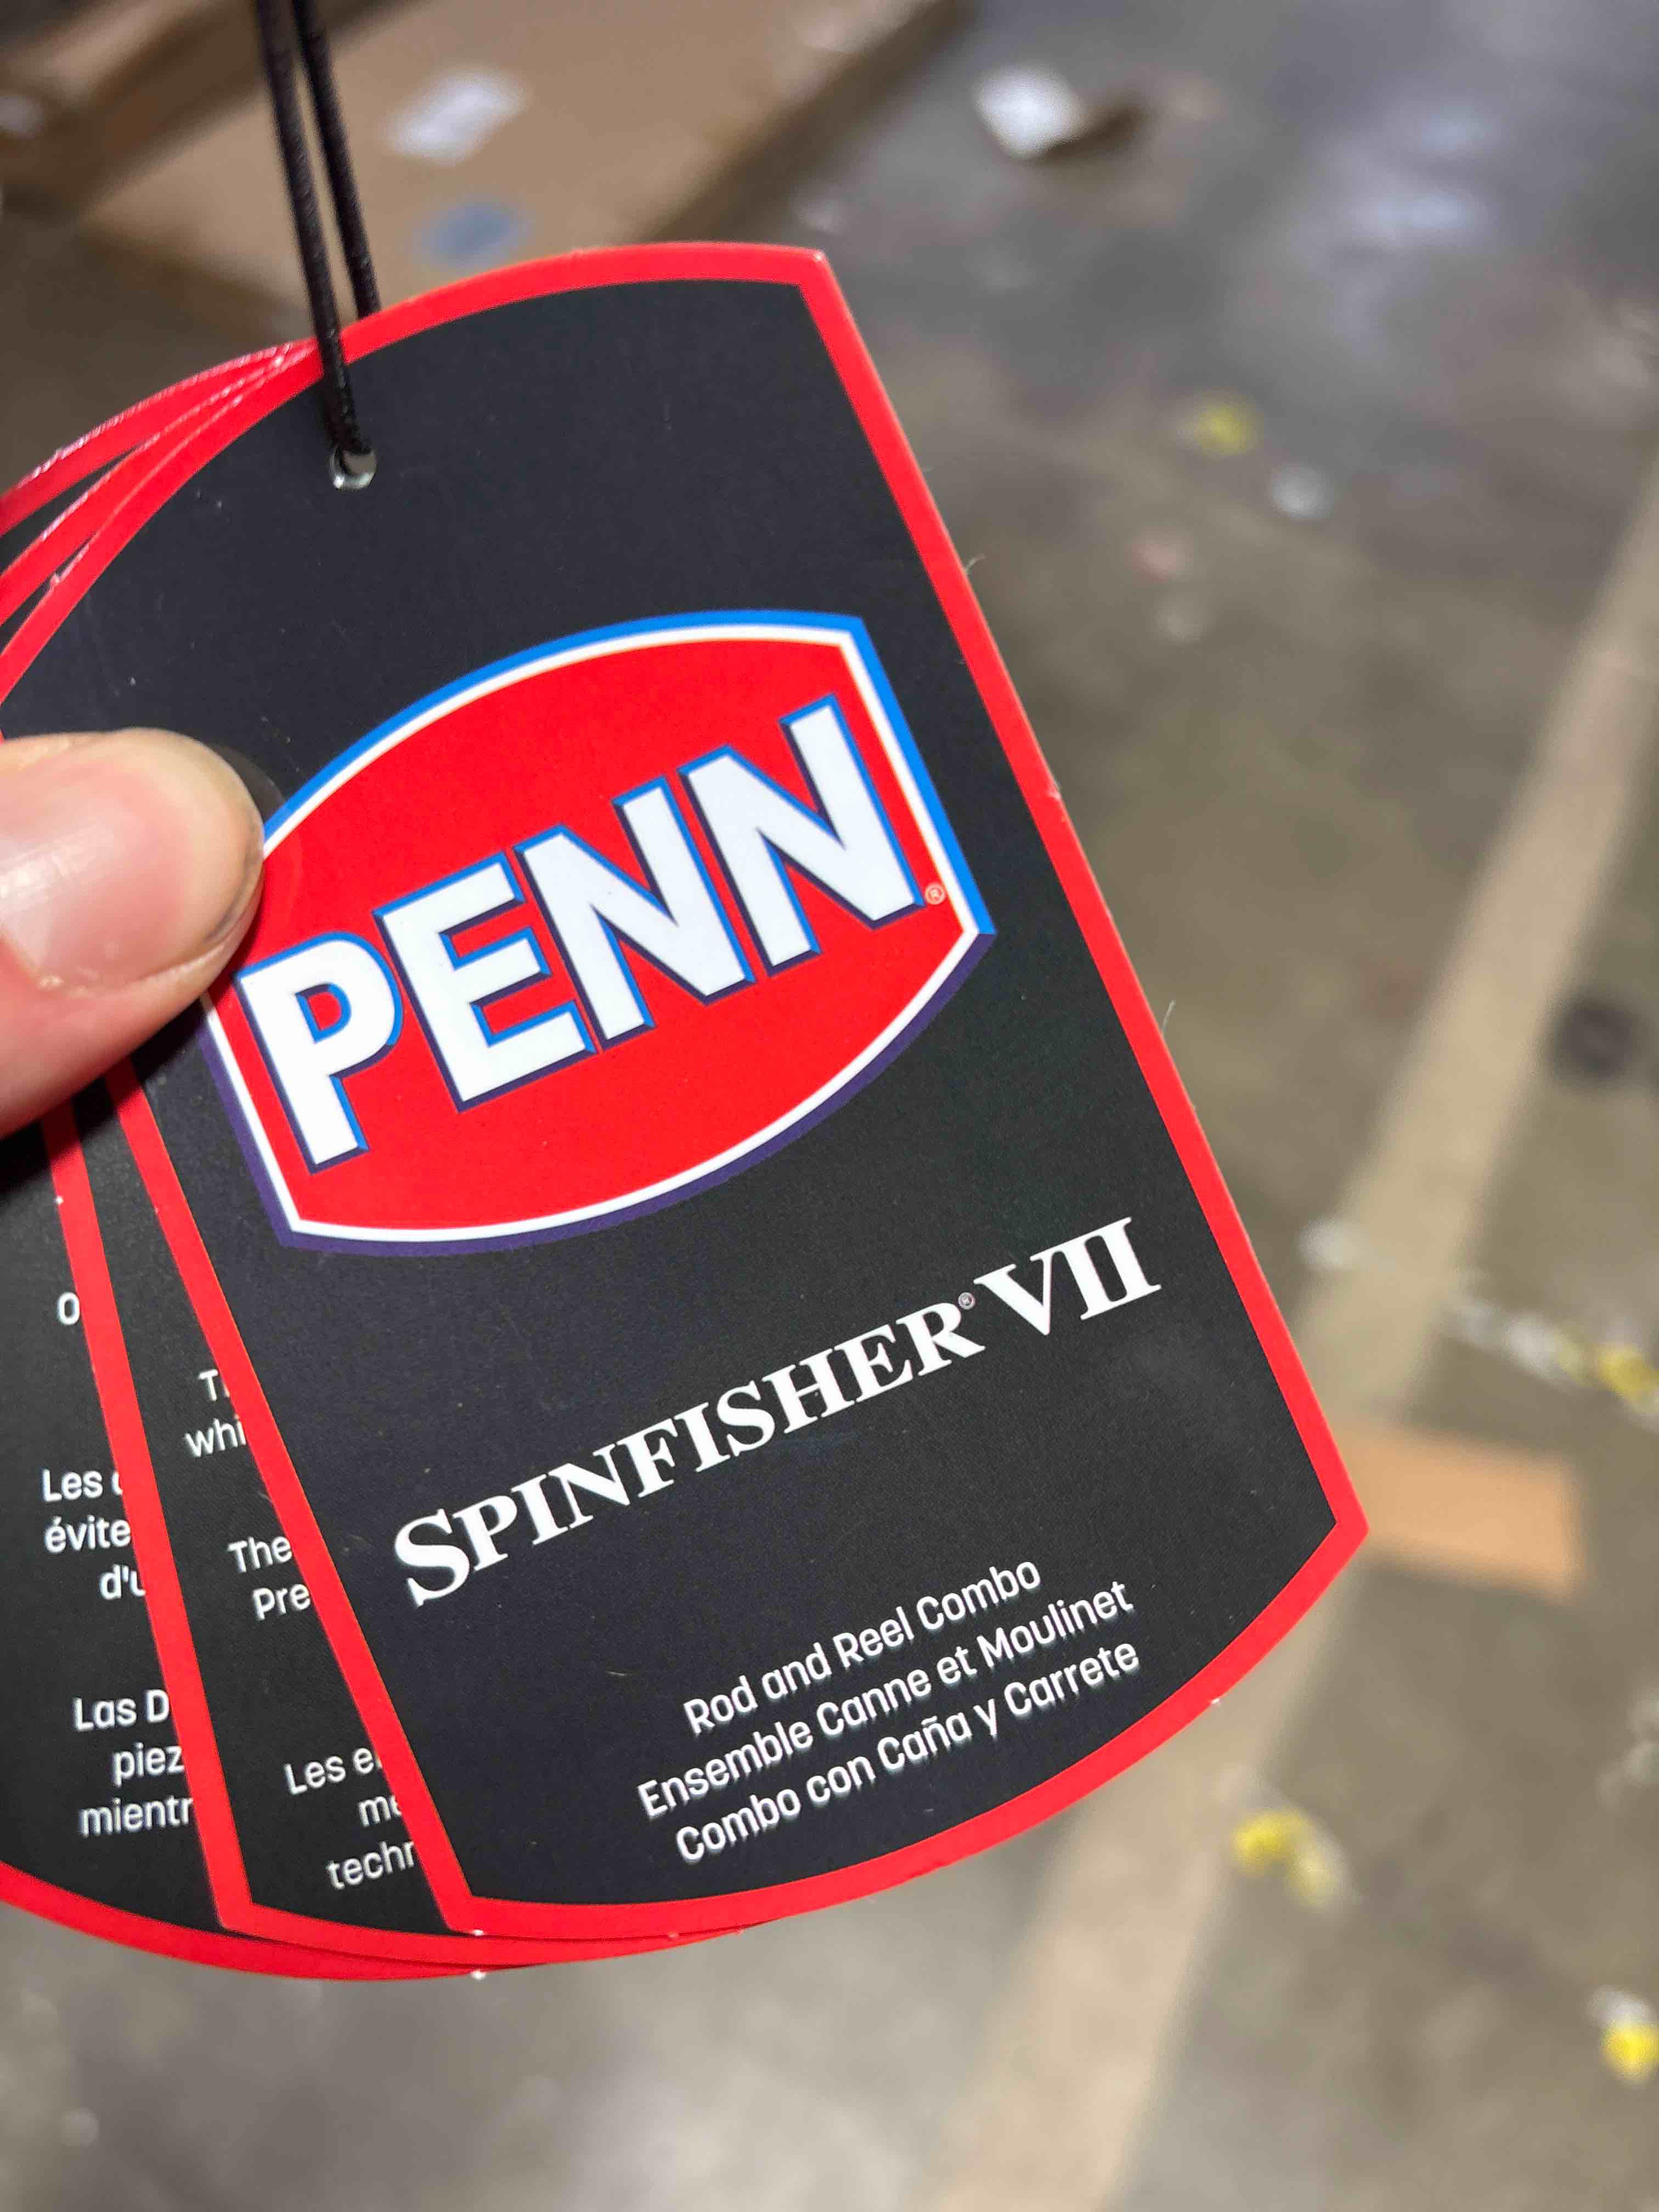 PENN®
SPINFISHER® VII
Rod and Reel Combo
Ensemble Canne et Moulinet
Combo con Caña y Carrete
whi
The
Pre
Les
me
techn
Les
évite
d'u
Las D
piez
mientr